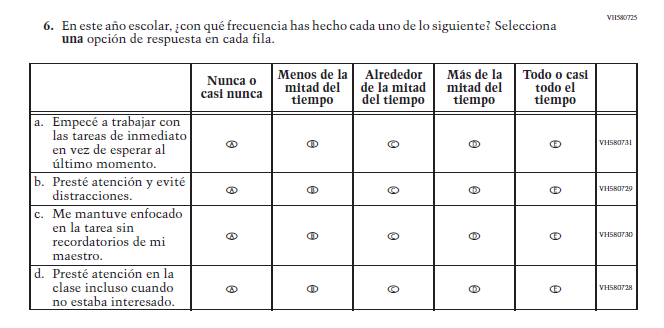 VH580725
6. En este año escolar, ¿con qué frecuencia has hecho cada uno de lo siguiente? Selecciona
una opción de respuesta en cada fila.
Nunca o
casi nunca
Menos de la
mitad del
tiempo
Alrededor
de la mitad
del tiempo
Más de la
mitad del
tiempo
Todo o casi
todo el
tiempo
a. Empecé a trabajar con
las tareas de inmediato
en vez de esperar al
último momento.
A B C D E VH580731
b. Presté atención y evité
distracciones.
A B C D E VH580729
c. Me mantuve enfocado
en la tarea sin
recordatorios de mi
maestro.
A B C D E VH580730
d. Presté atención en la
clase incluso cuando
no estaba interesado.
A B C D E VH580728